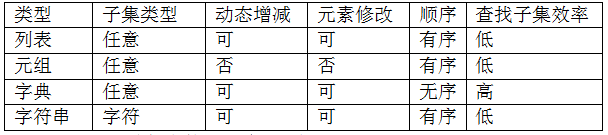 类型 子集类型 动态增减 元素修改 顺序 查找子集效率
列表 任意 可 可 有序 低
元组 任意 否 否 有序 低
字典 任意 可 可 无序 高
字符串 字符 可 可 有序 低